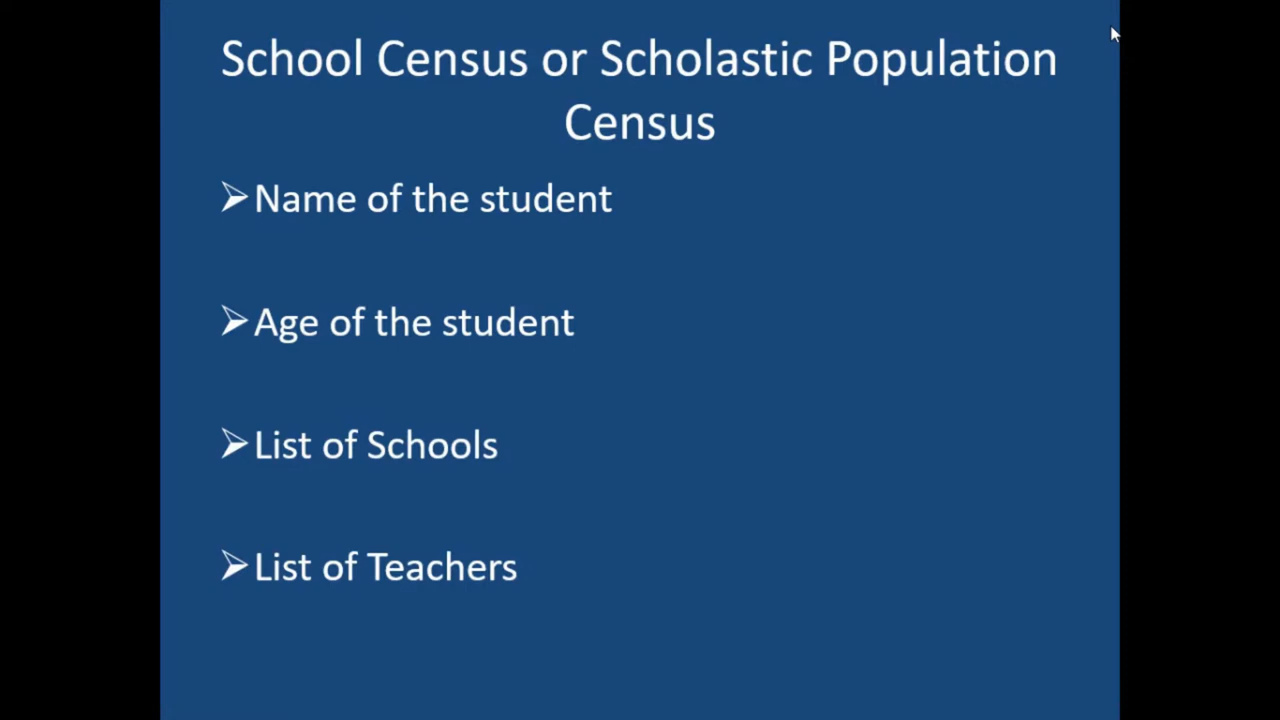 School Census or Scholastic Population
Census
➢Name of the student
➢Age of the student
➢List of Schools
➢List of Teachers